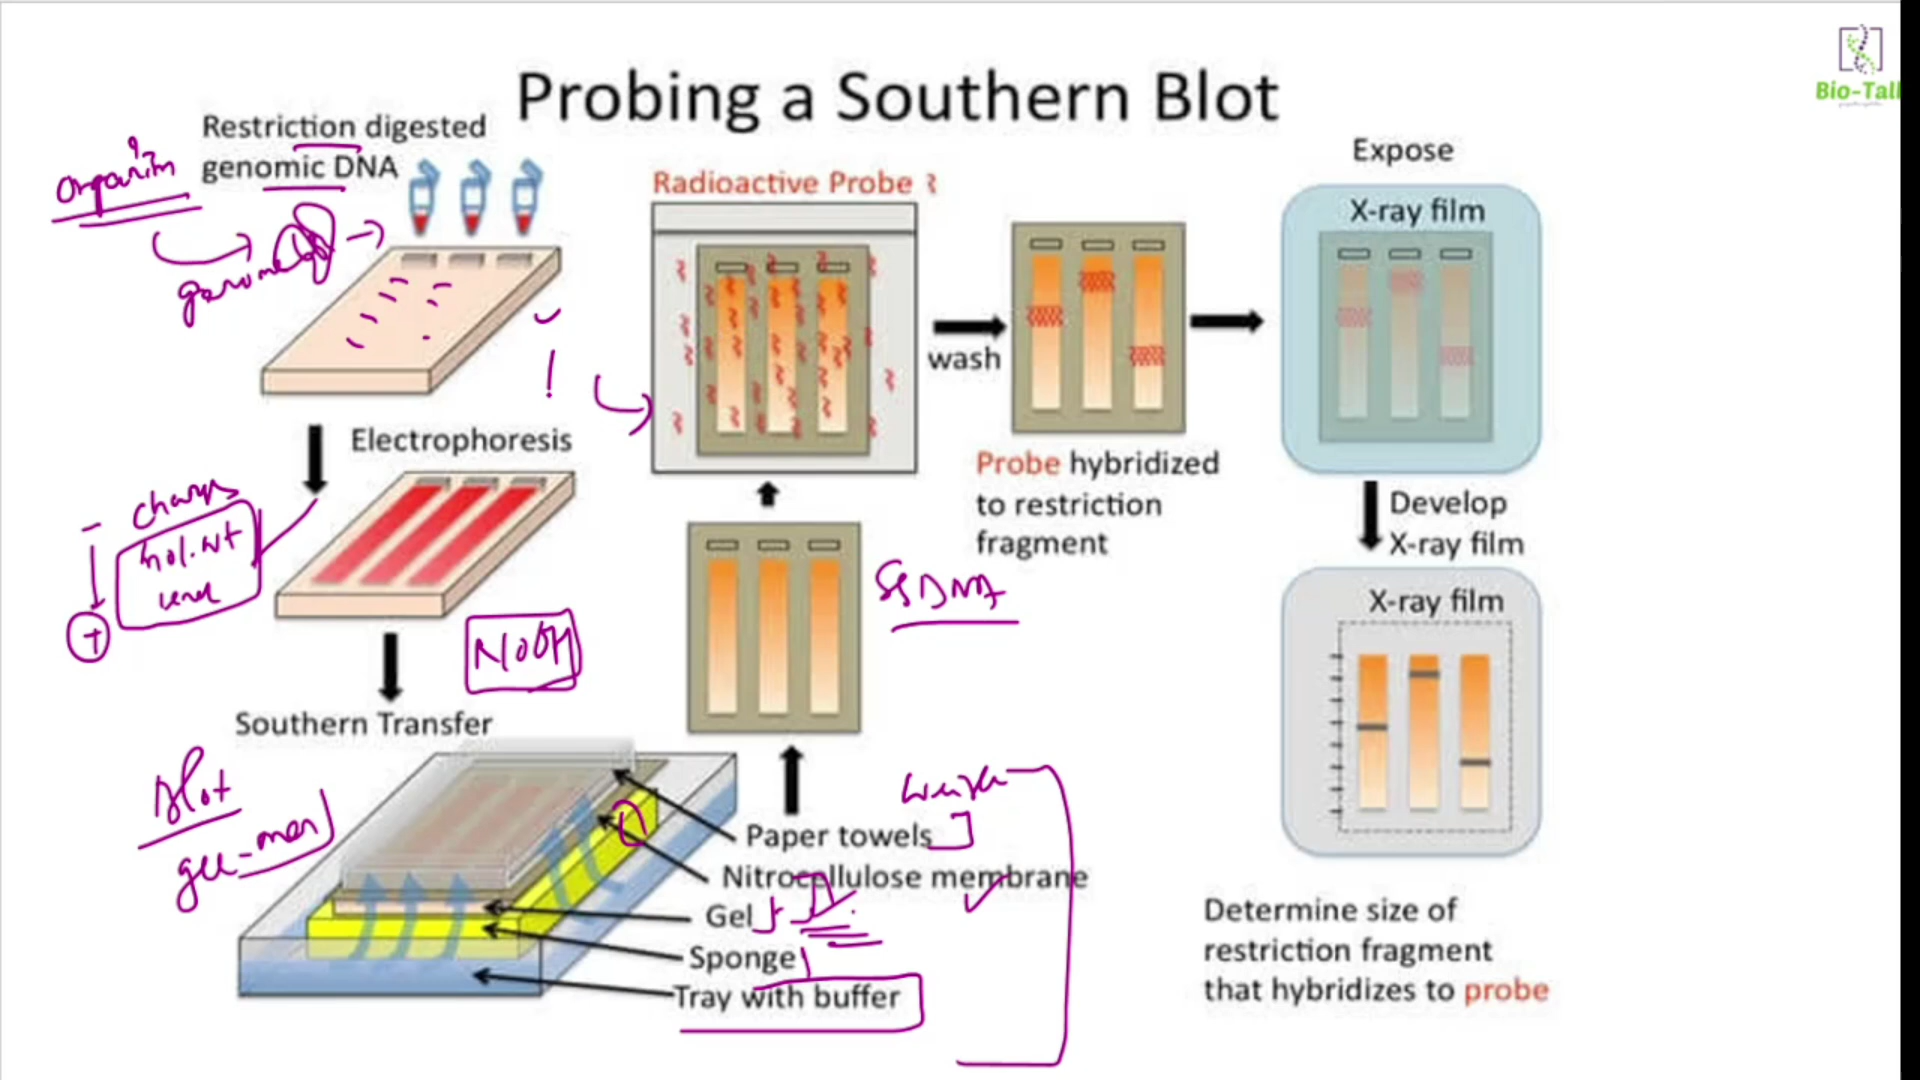 Probing a Southern Blot
Bio-Tall
Restriction digested
genomic DNA
organism
genome
Electrophoresis
charge
mol.wt
+
NaOH
Southern Transfer
Blot
gel-mem
Paper towels
Nitrocellulose membrane
Gel
Sponge
Tray with buffer
SSDNA
Radioactive Probe
wash
Probe hybridized
to restriction
fragment
Expose
X-ray film
Develop
X-ray film
X-ray film
Determine size of
restriction fragment
that hybridizes to probe